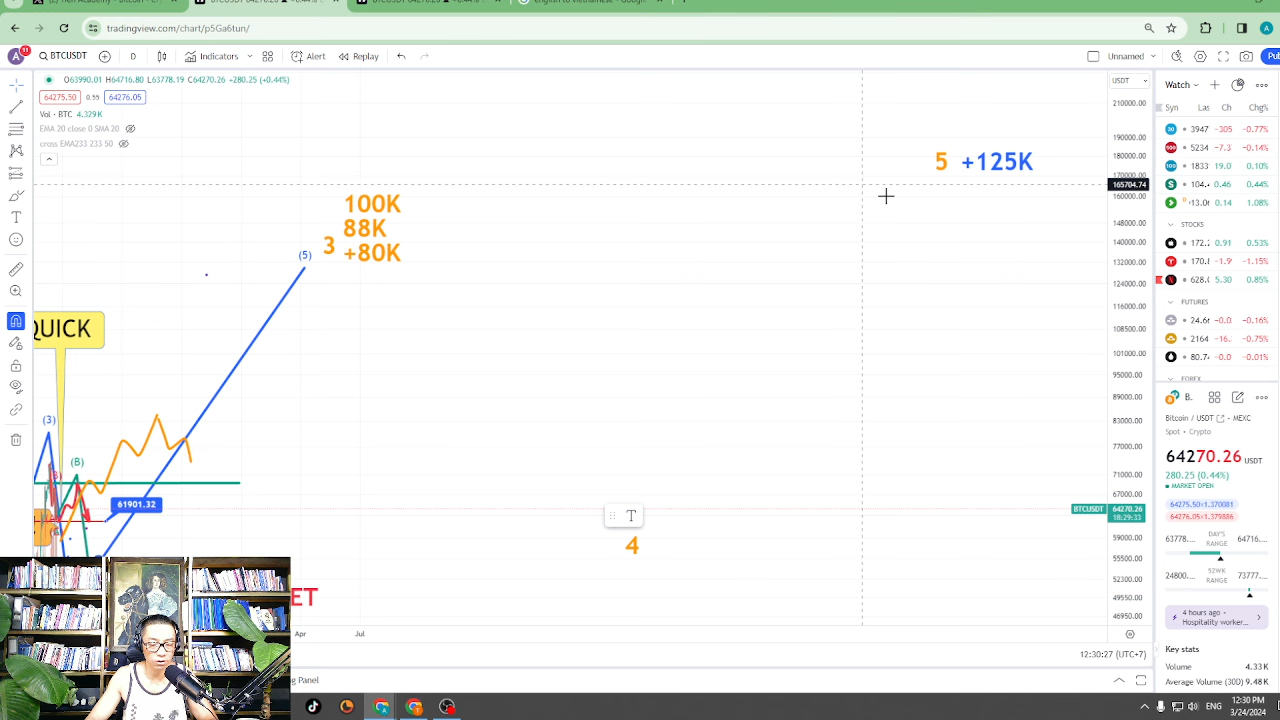 tradingview.com/chart/p5Ga6tun/
A
A 11
BTCUSDT
D
Indicators
Alert
Replay
Unnamed
O63990.01 H64716.80 L63778.19 C64270.26 +280.25 (+0.44%)
64275.50
0.55
64276.05
Vol · BTC 4.329K
EMA 20 close 0 SMA 20
cross EMA233 233 50
USDT
210000.00
190000.00
180000.00
170000.00
165704.74
160000.00
148000.00
140000.00
132000.00
124000.00
116000.00
108500.00
101000.00
95000.00
89000.00
83000.00
77000.00
71000.00
67000.00
BTCUSDT
64270.26
18:29:33
59000.00
55500.00
52300.00
49550.00
46950.00
5 +125K
100K
88K
3 +80K
(5)
QUICK
(3)
(B)
61901.32
T
4
Apr
Jul
12:30:27 (UTC+7)
ng Panel
Watch
Syn
Las
Ch
Chg%
3947 -305 -0.77%
5234 -7.3 -0.14%
1833 19.0 0.10%
104.4 0.46 0.44%
13.06 0.14 1.08%
STOCKS
172.2 0.91 0.53%
170.8 -1.9 -1.15%
628.0 5.30 0.85%
FUTURES
24.66 -0.0 -0.16%
2164 -16. -0.75%
80.74 -0.0 -0.01%
FOREX
B.
Bitcoin / USDT MEXC
Spot • Crypto
64270.26 USDT
280.25 (0.44%)
MARKET OPEN
64275.50×1.370081
64276.05×1.379886
63778....
DAY'S
RANGE
64716....
24800....
52WK
RANGE
73777....
4 hours ago •
Hospitality worker...
Key stats
Volume
4.33K
Average Volume (30D)
9.48K
12:30 PM
3/24/2024